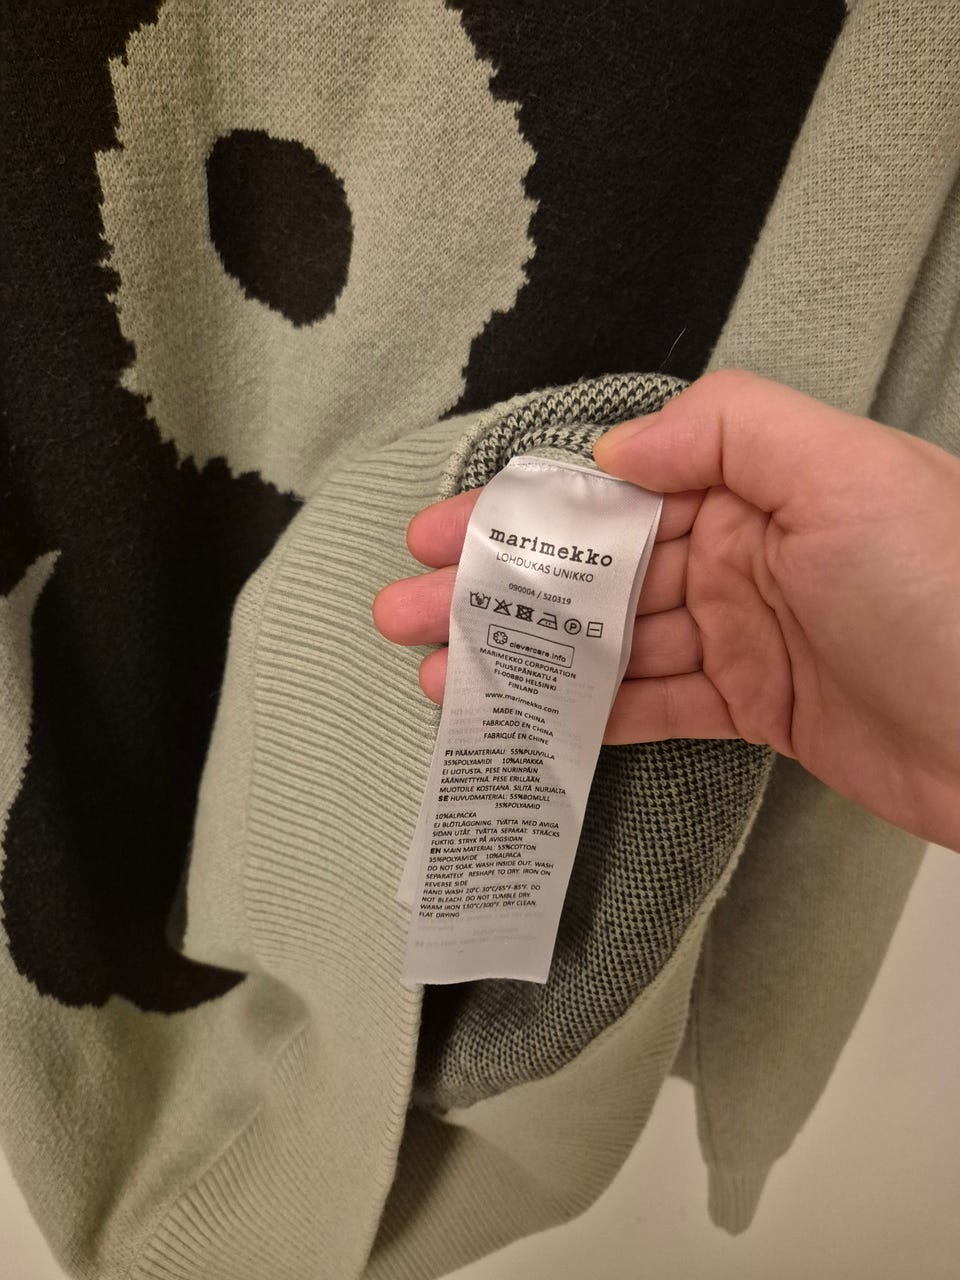 marimekko
LOHDUKAS UNIKKO
090004 / 520319
P
clevercare.info
MARIMEKKO CORPORATION
PUUSEPÄNKATU 4
FI-00880 HELSINKI
FINLAND
www.marimekko.com
MADE IN CHINA
FABRICADO EN CHINA
FABRIQUÉ EN CHINE
FI PÄÄMATERIAALI: 55%PUUVILLA
35%POLYAMIDI 10%ALPAKKA
EI LIOTUSTA, PESE NURINPÄIN
KÄÄNNETTYNÄ, PESE ERILLÄÄN,
MUOTOILE KOSTEANA, SILITÄ NURJALTA
SE HUVUDMATERIAL: 55%BOMULL
35%POLYAMID
10%ALPACKA
EJ BLÖTLÄGGNING. TVÄTTA MED AVIGA
SIDAN UTÅT. TVÄTTA SEPARAT. STRÄCKS
FUKTIG. STRYK PÅ AVIGSIDAN
EN MAIN MATERIAL: 55%COTTON
35%POLYAMIDE 10%ALPACA
DO NOT SOAK. WASH INSIDE OUT. WASH
SEPARATELY. RESHAPE TO DRY. IRON ON
REVERSE SIDE
HAND WASH 20°C-30°C/65°F-85°F. DO
NOT BLEACH. DO NOT TUMBLE DRY.
WARM IRON 150°C/300°F. DRY CLEAN.
FLAT DRYING